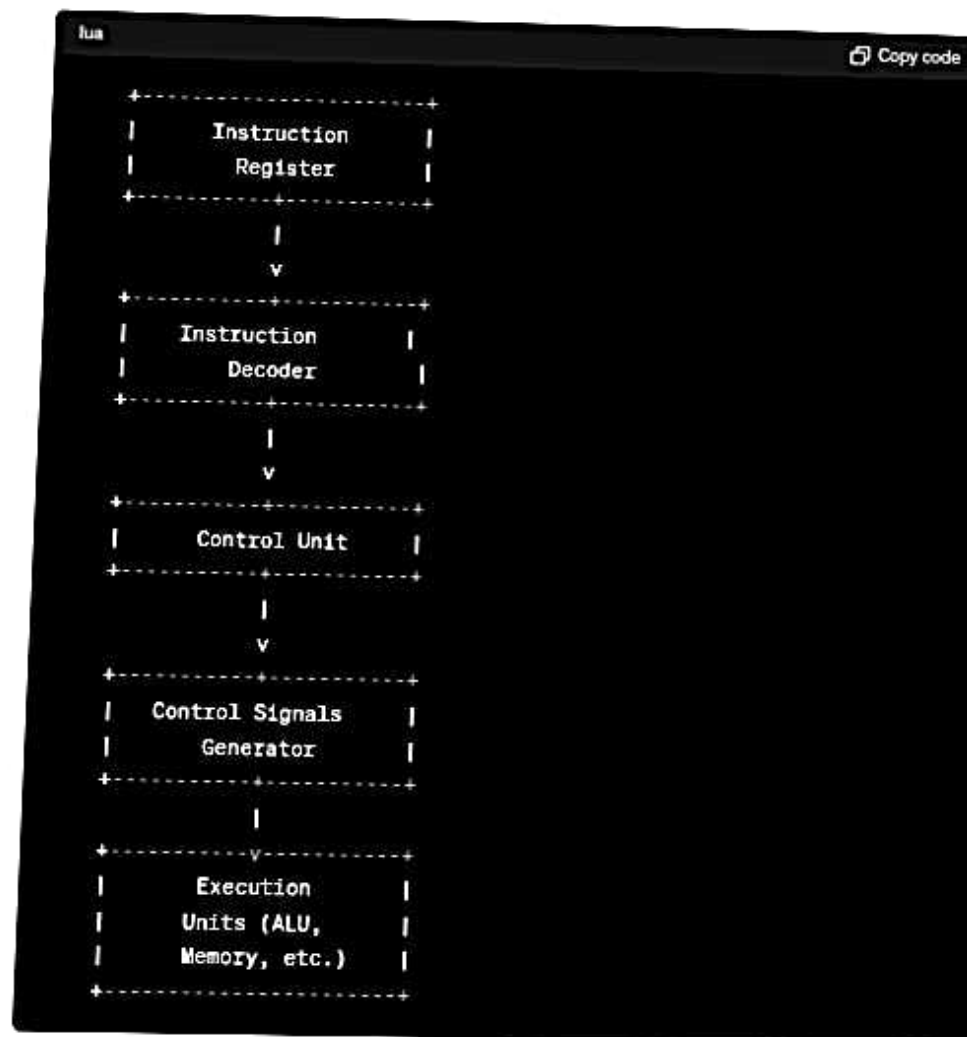 lua
Copy code
+-----------------------+
| Instruction |
| Register |
+-----------+-----------+
|
v
+-----------+-----------+
| Instruction |
| Decoder |
+-----------+-----------+
|
v
+-----------+-----------+
| Control Unit |
+-----------+-----------+
|
v
+-----------+-----------+
| Control Signals |
| Generator |
+-----------+-----------+
|
+-----------v-----------+
| Execution |
| Units (ALU, |
| Memory, etc.) |
+-----------------------+